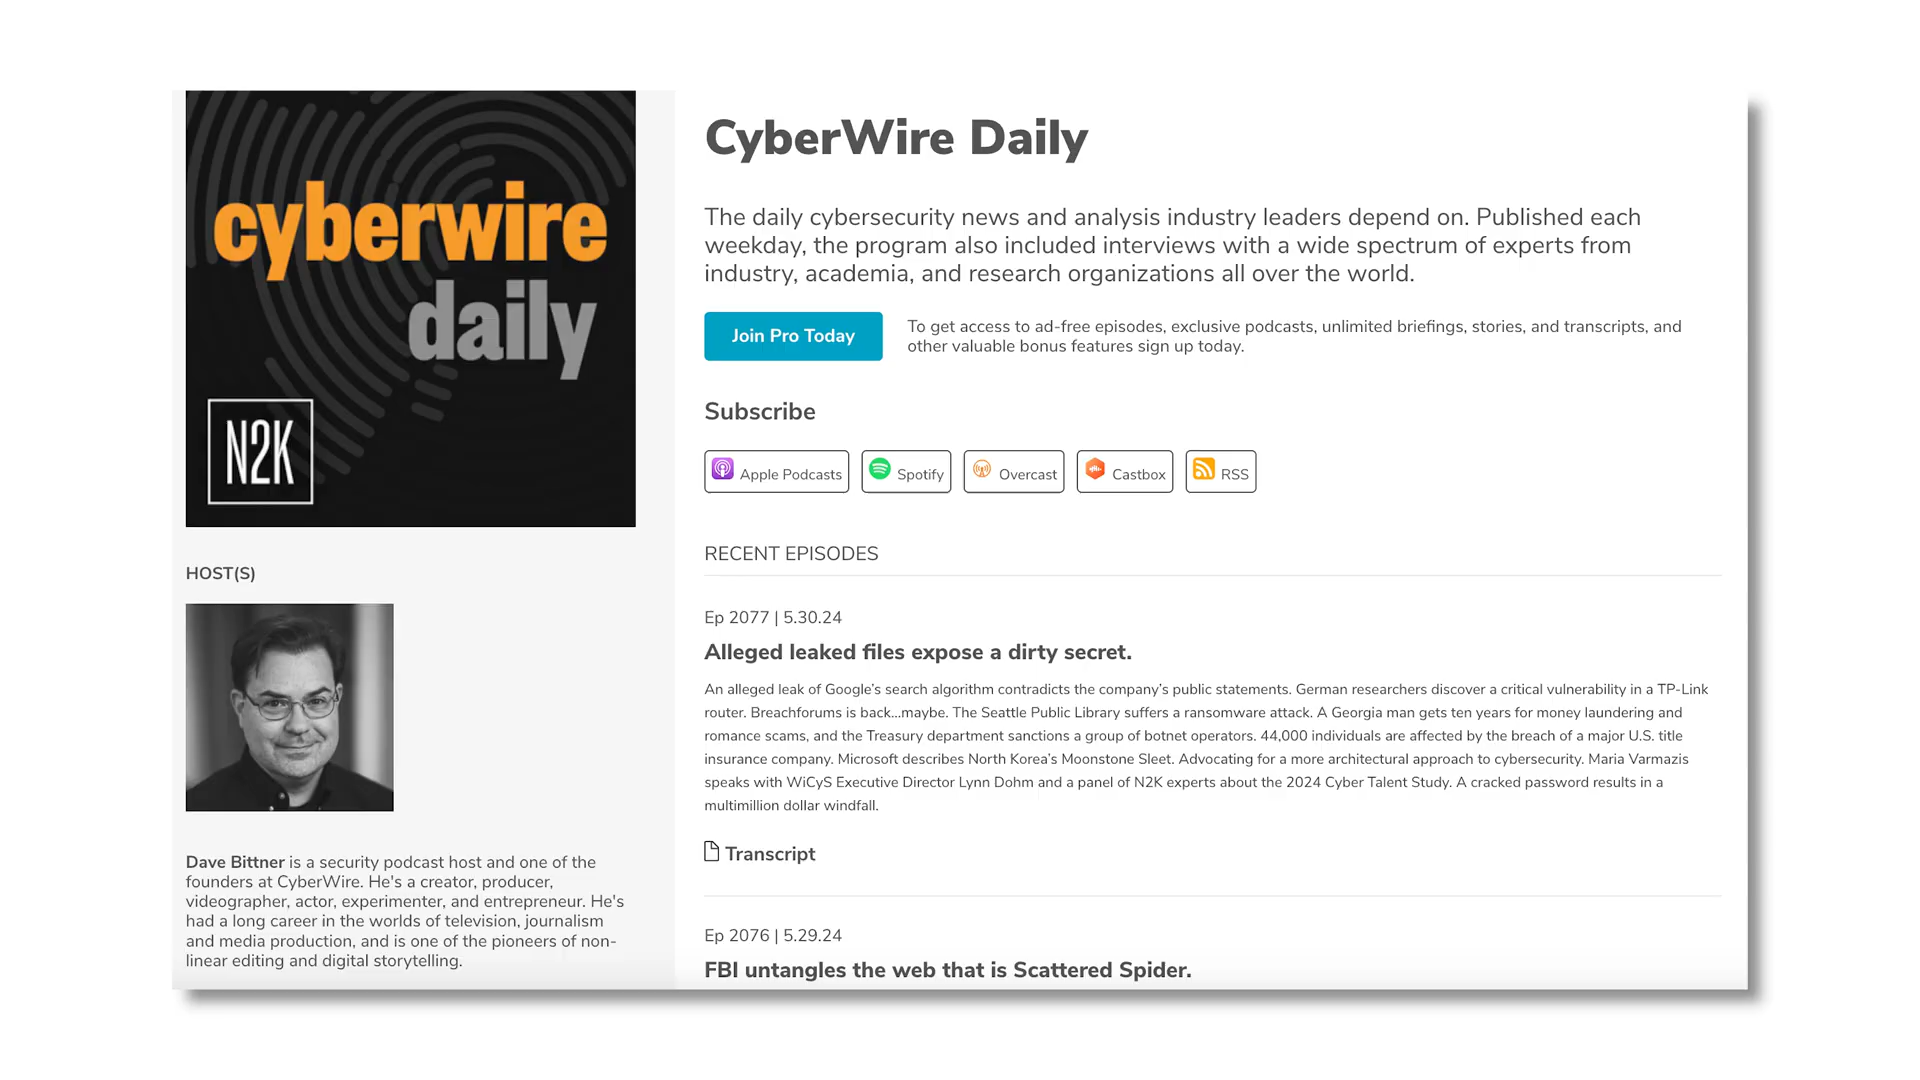 cyberwire
daily
N2K
HOST(S)
Dave Bittner is a security podcast host and one of the
founders at CyberWire. He's a creator, producer,
videographer, actor, experimenter, and entrepreneur. He's
had a long career in the worlds of television, journalism
and media production, and is one of the pioneers of non-
linear editing and digital storytelling.
CyberWire Daily
The daily cybersecurity news and analysis industry leaders depend on. Published each
weekday, the program also included interviews with a wide spectrum of experts from
industry, academia, and research organizations all over the world.
Join Pro Today
To get access to ad-free episodes, exclusive podcasts, unlimited briefings, stories, and transcripts, and
other valuable bonus features sign up today.
Subscribe
Apple Podcasts Spotify Overcast Castbox RSS
RECENT EPISODES
Ep 2077 | 5.30.24
Alleged leaked files expose a dirty secret.
An alleged leak of Google’s search algorithm contradicts the company’s public statements. German researchers discover a critical vulnerability in a TP-Link
router. Breachforums is back...maybe. The Seattle Public Library suffers a ransomware attack. A Georgia man gets ten years for money laundering and
romance scams, and the Treasury department sanctions a group of botnet operators. 44,000 individuals are affected by the breach of a major U.S. title
insurance company. Microsoft describes North Korea’s Moonstone Sleet. Advocating for a more architectural approach to cybersecurity. Maria Varmazis
speaks with WiCyS Executive Director Lynn Dohm and a panel of N2K experts about the 2024 Cyber Talent Study. A cracked password results in a
multimillion dollar windfall.
Transcript
Ep 2076 | 5.29.24
FBI untangles the web that is Scattered Spider.